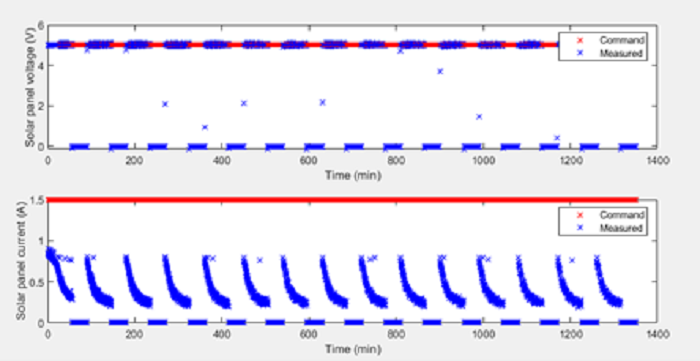 Solar panel voltage (V)
6
4
2
0
0 200 400 600 800 1000 1200 1400
Time (min)
Command
Measured
Solar panel current (A)
1.5
1
0.5
0
0 200 400 600 800 1000 1200 1400
Time (min)
Command
Measured